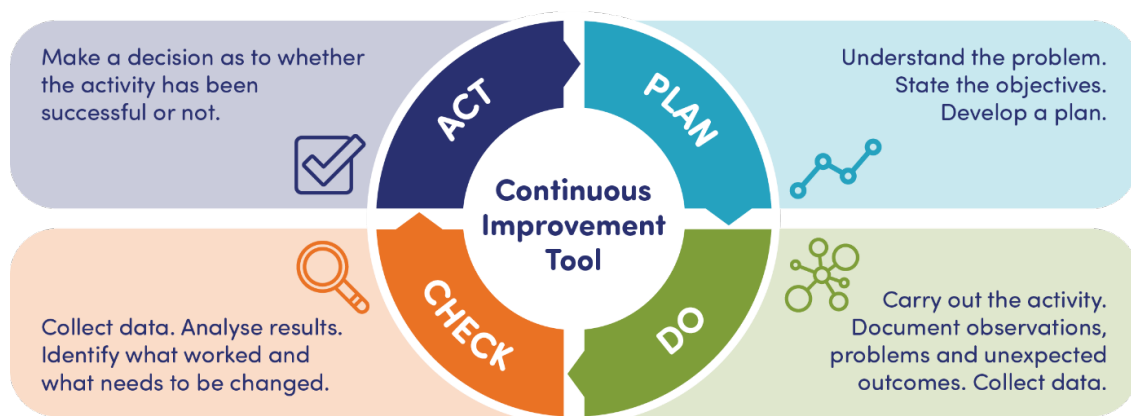 Make a decision as to whether
the activity has been
successful or not.
ACT
PLAN
Understand the problem.
State the objectives.
Develop a plan.
Continuous
Improvement
Tool
Collect data. Analyse results.
Identify what worked and
what needs to be changed.
CHECK
DO
Carry out the activity.
Document observations,
problems and unexpected
outcomes. Collect data.